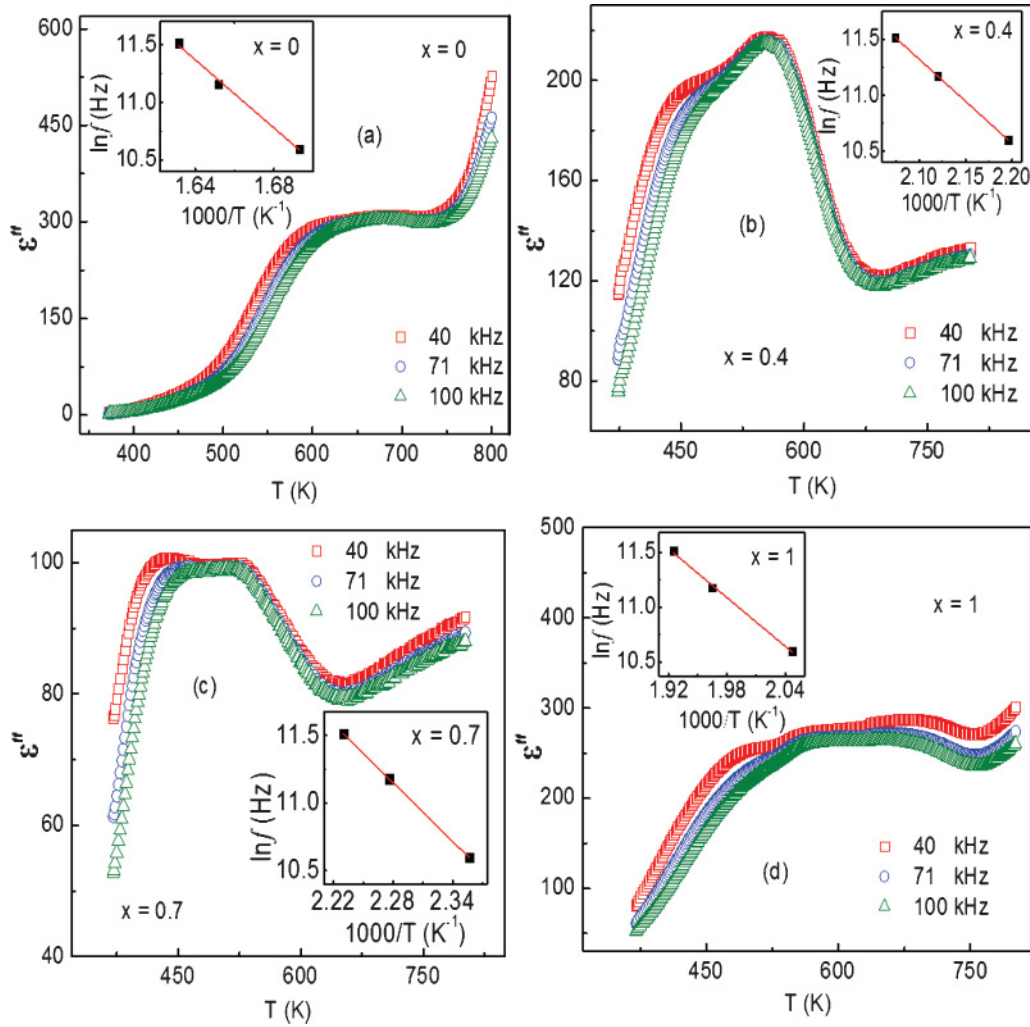 600
450
300
150
0
ε"
400
500
600
700
800
T (K)
x = 0
(a)
40 kHz
71 kHz
100 kHz
11.5
11.0
10.5
ln f (Hz)
x = 0
1.64
1.68
1000/T (K⁻¹)
200
160
120
80
ε"
450
600
750
T (K)
(b)
x = 0.4
40 kHz
71 kHz
100 kHz
11.5
11.0
10.5
ln f (Hz)
x = 0.4
2.10
2.15
2.20
1000/T (K⁻¹)
100
80
60
40
ε"
450
600
750
T (K)
40 kHz
71 kHz
100 kHz
(c)
x = 0.7
11.5
11.0
10.5
ln f (Hz)
x = 0.7
2.22
2.28
2.34
1000/T (K⁻¹)
500
400
300
200
100
ε"
450
600
750
T (K)
x = 1
(d)
40 kHz
71 kHz
100 kHz
11.5
11.0
10.5
ln f (Hz)
x = 1
1.92
1.98
2.04
1000/T (K⁻¹)